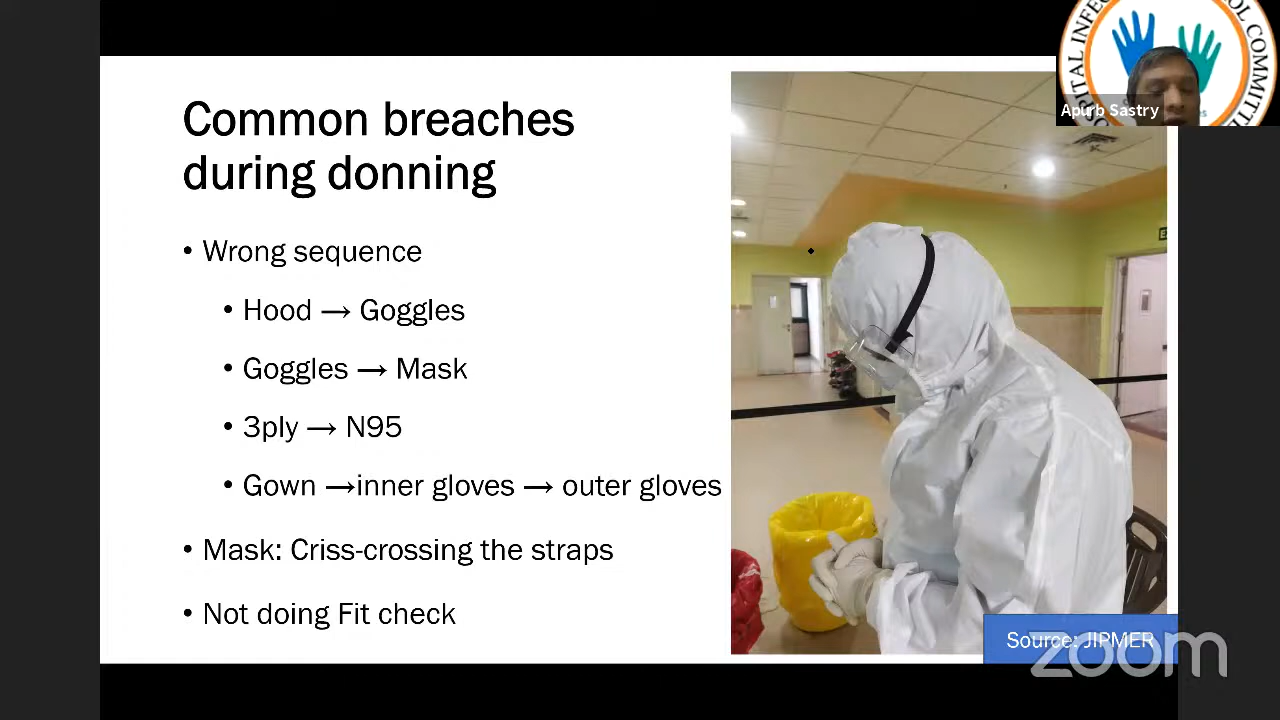 Common breaches
during donning
• Wrong sequence
• Hood → Goggles
• Goggles → Mask
• 3ply → N95
• Gown →inner gloves → outer gloves
• Mask: Criss-crossing the straps
• Not doing Fit check
Apurb Sastry
Source: JIPMER
zoom